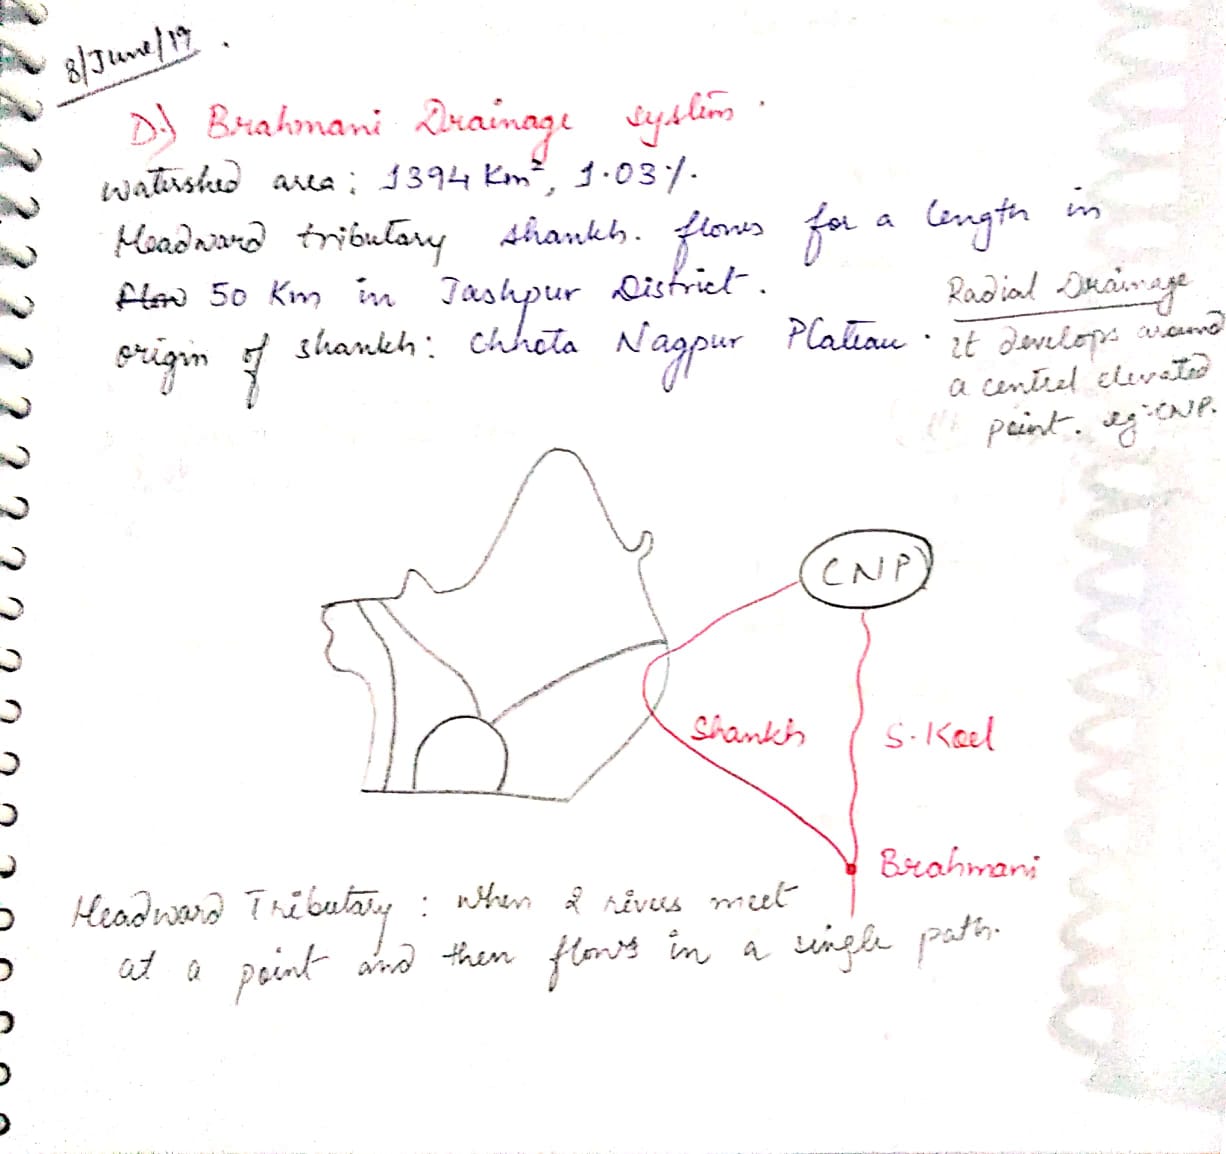 8/June/19.
D.) Brahmani Drainage system.
watershed area: 1394 Km², 1.03%.
Headward tributary shankh. flows for a length in
flow 50 Km in Jashpur District.
origin of shankh: Chhota Nagpur Plateau.
Radial Drainage
it develops around
a central elevated
point. eg:-CNP.
CNP
Shankh
S. Koel
Brahmani
Headward Tributary: when 2 rivers meet
at a point and then flows in a single path.